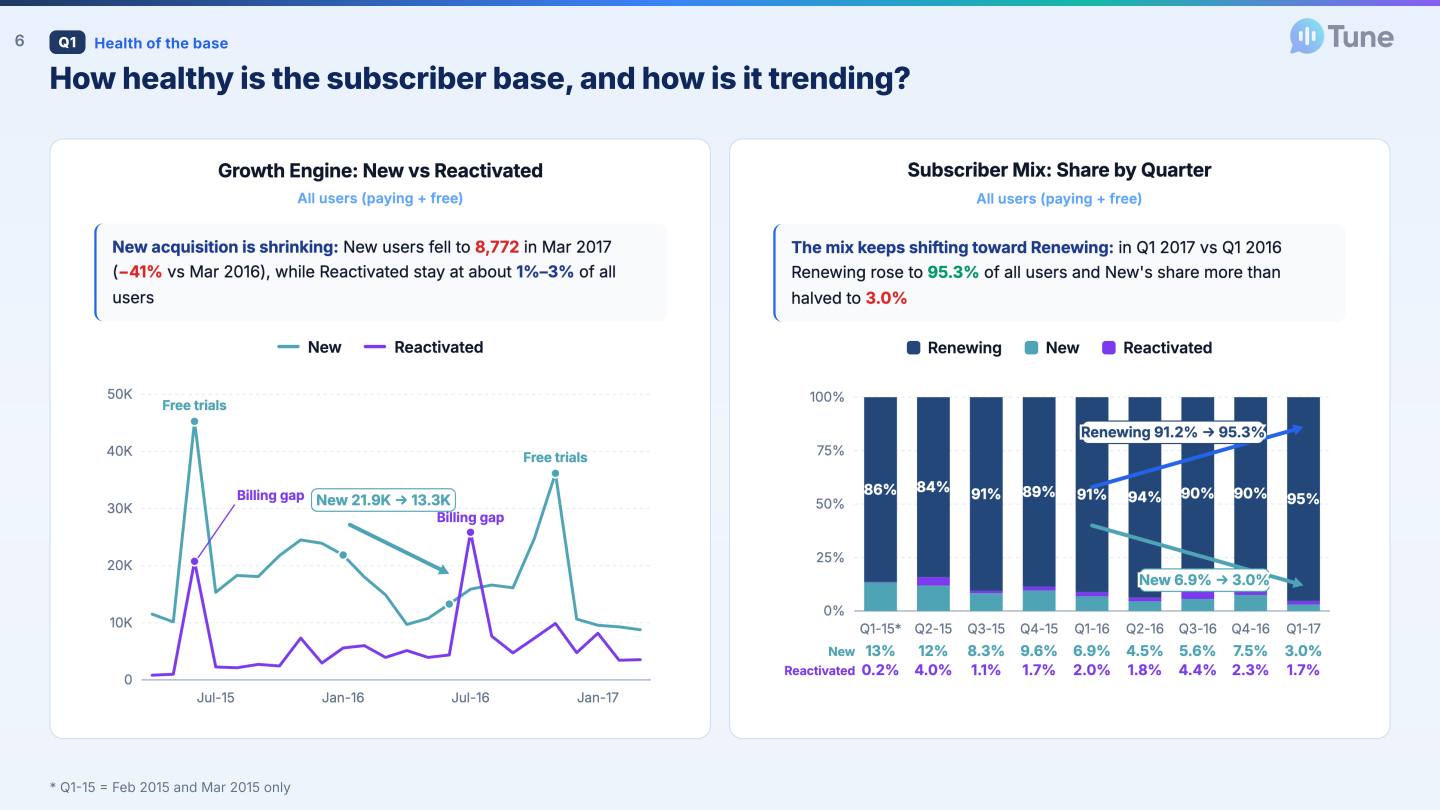 6
Q1
Health of the base
Tune
How healthy is the subscriber base, and how is it trending?
Growth Engine: New vs Reactivated
All users (paying + free)
New acquisition is shrinking: New users fell to 8,772 in Mar 2017
(−41% vs Mar 2016), while Reactivated stay at about 1%–3% of all
users
New
Reactivated
50K
40K
30K
20K
10K
0
Free trials
Billing gap
New 21.9K → 13.3K
Billing gap
Free trials
Jul-15
Jan-16
Jul-16
Jan-17
Subscriber Mix: Share by Quarter
All users (paying + free)
The mix keeps shifting toward Renewing: in Q1 2017 vs Q1 2016
Renewing rose to 95.3% of all users and New's share more than
halved to 3.0%
Renewing
New
Reactivated
100%
75%
50%
25%
0%
Renewing 91.2% → 95.3%
86% 84% 91% 89% 91% 94% 90% 90% 95%
New 6.9% → 3.0%
Q1-15* Q2-15 Q3-15 Q4-15 Q1-16 Q2-16 Q3-16 Q4-16 Q1-17
New 13% 12% 8.3% 9.6% 6.9% 4.5% 5.6% 7.5% 3.0%
Reactivated 0.2% 4.0% 1.1% 1.7% 2.0% 1.8% 4.4% 2.3% 1.7%
* Q1-15 = Feb 2015 and Mar 2015 only